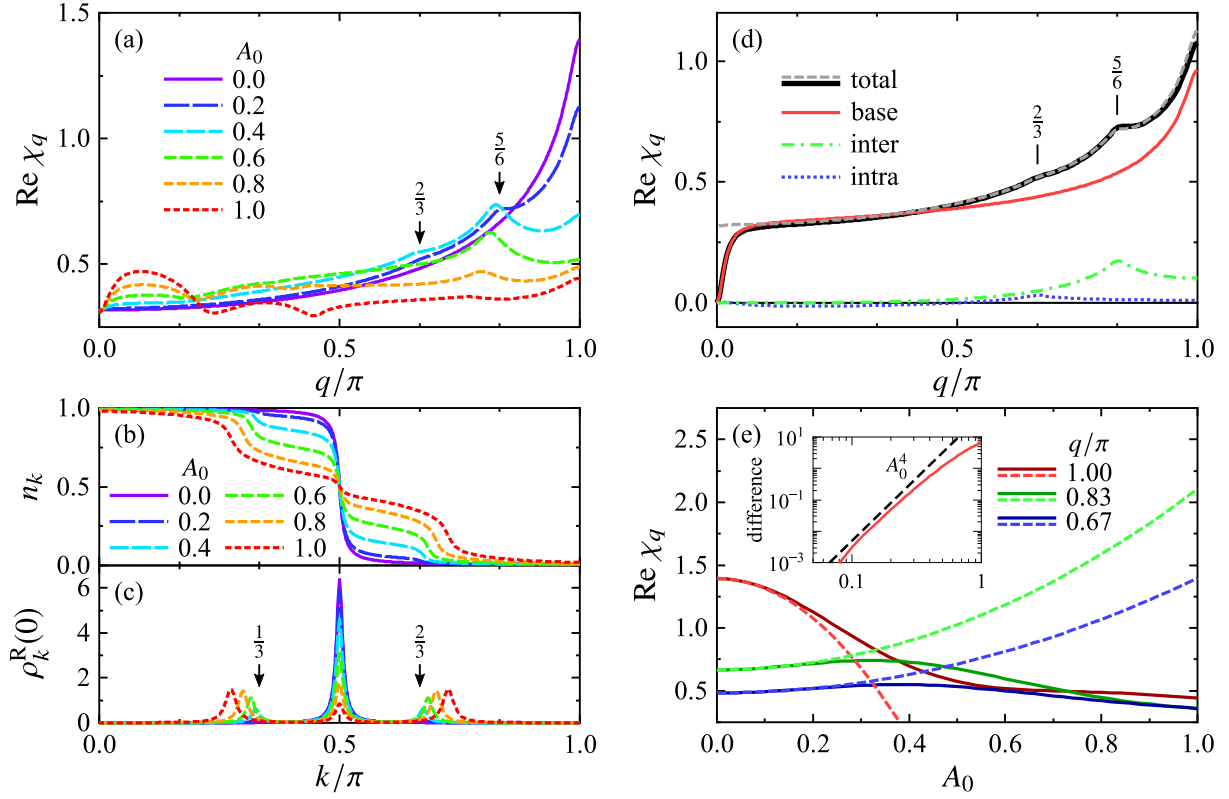 (a)
A₀
0.0
0.2
0.4
0.6
0.8
1.0
2/3
5/6
1.5
1.0
0.5
Re χq
0.0 0.5 1.0
q/π
(b)
A₀
0.0 0.6
0.2 0.8
0.4 1.0
1.0
0.5
0.0
nk
(c)
1/3
2/3
6
4
2
0
ρkᴿ(0)
0.0 0.5 1.0
k/π
(d)
total
base
inter
intra
2/3
5/6
1.0
0.5
0.0
Re χq
0.0 0.5 1.0
q/π
(e)
q/π
1.00
0.83
0.67
2.5
2.0
1.5
1.0
0.5
Re χq
difference
10¹
10⁻¹
10⁻³
A₀⁴
0.1 1
0.0 0.2 0.4 0.6 0.8 1.0
A₀